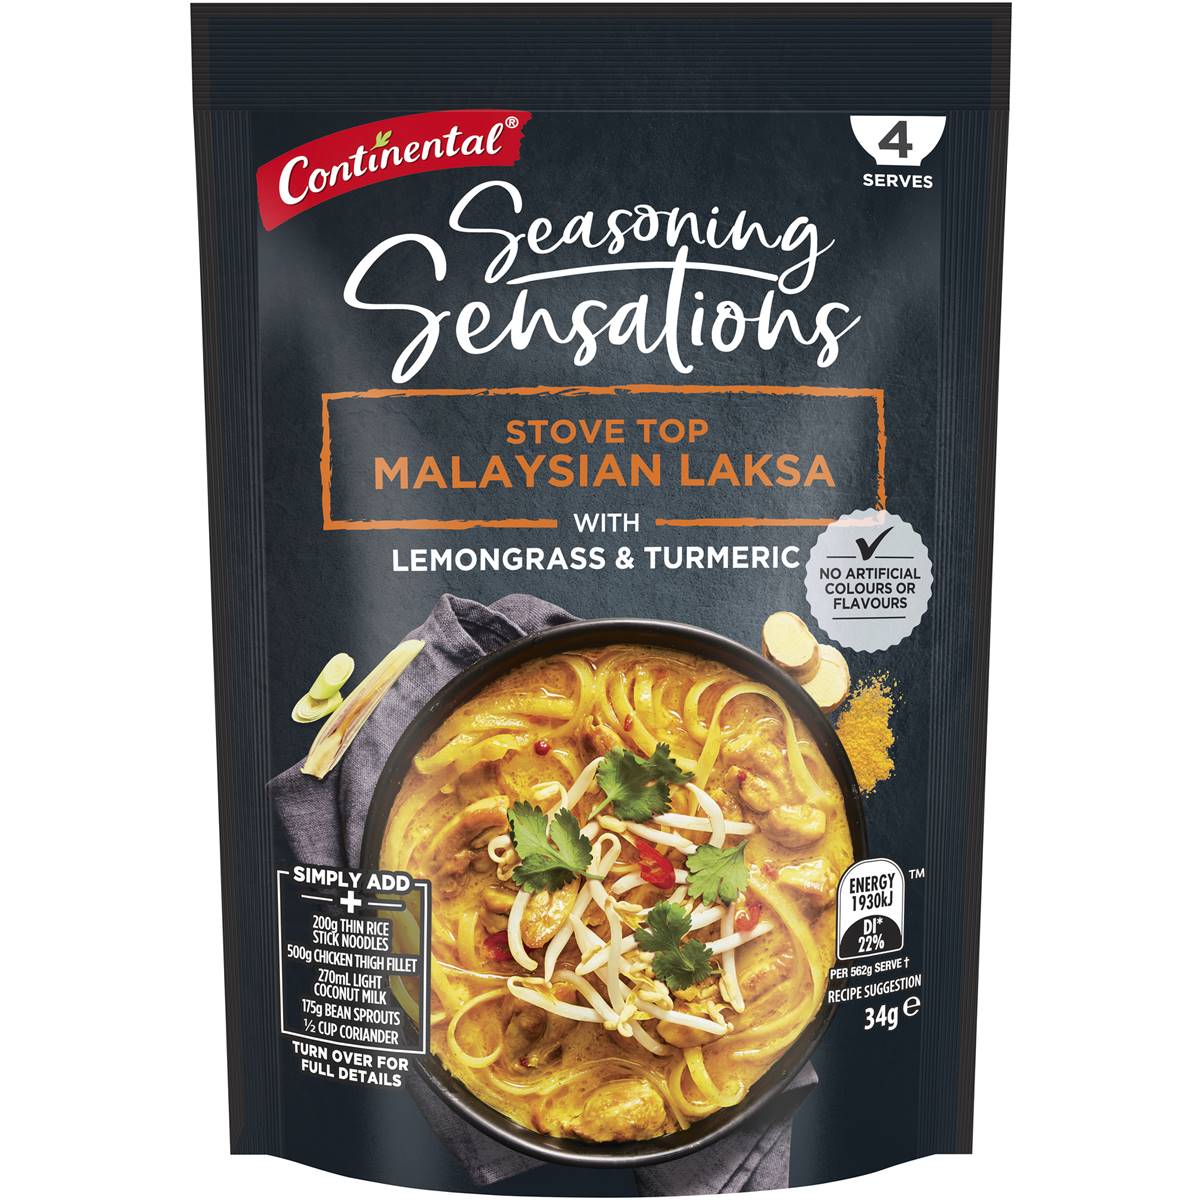 Continental®
4
SERVES
Seasoning
Sensations
STOVE TOP
MALAYSIAN LAKSA
WITH
LEMONGRASS & TURMERIC
NO ARTIFICIAL
COLOURS OR
FLAVOURS
SIMPLY ADD
+
200g THIN RICE
STICK NOODLES
500g CHICKEN THIGH FILLET
270mL LIGHT
COCONUT MILK
175g BEAN SPROUTS
½ CUP CORIANDER
TURN OVER FOR
FULL DETAILS
ENERGY
1930kJ
DI*
22%
TM
PER 562g SERVE †
RECIPE SUGGESTION
34g ℮